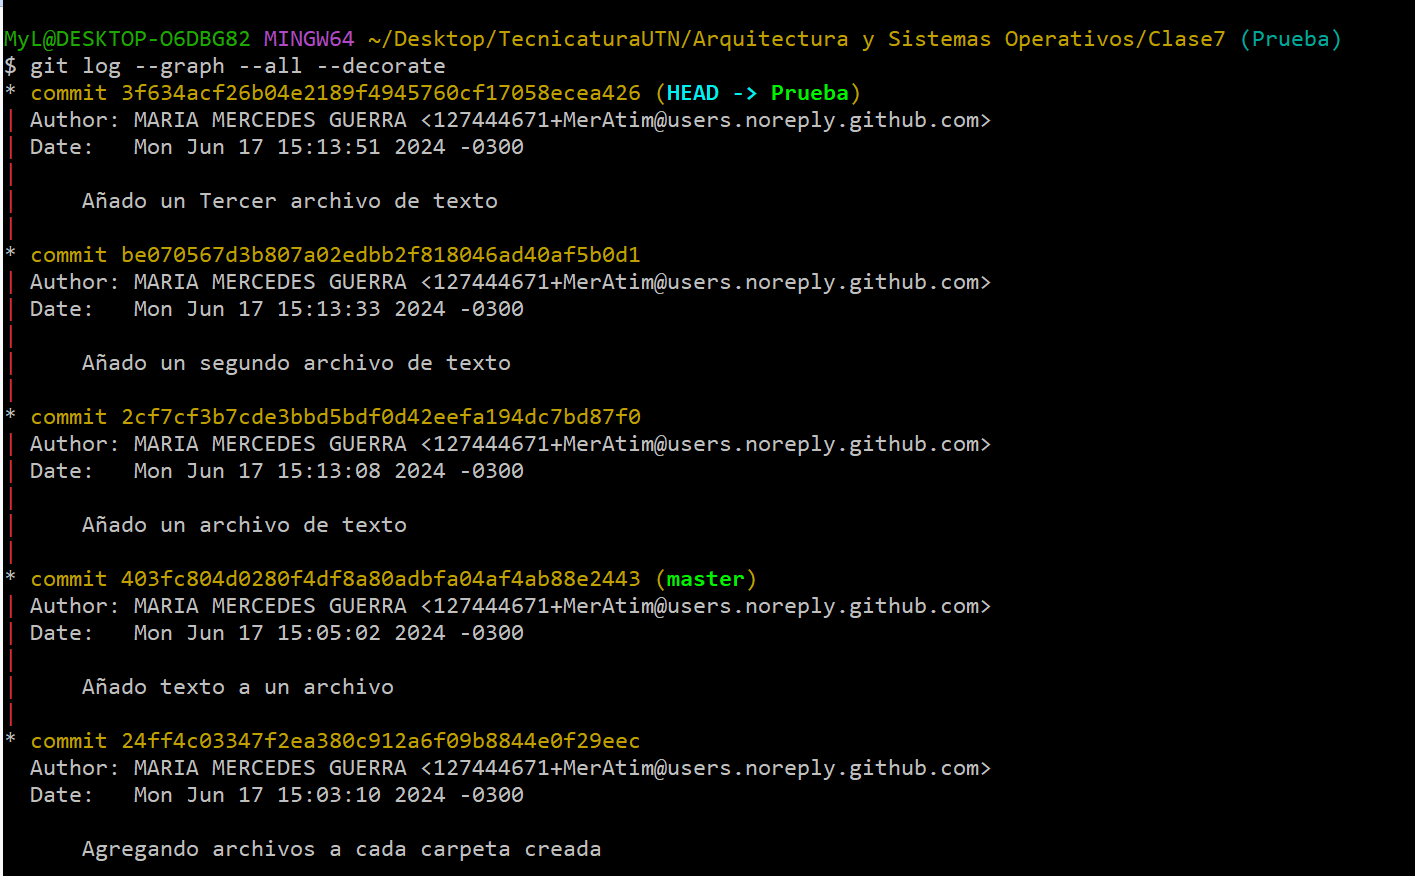 MyL@DESKTOP-O6DBG82 MINGW64 ~/Desktop/TecnicaturaUTN/Arquitectura y Sistemas Operativos/Clase7 (Prueba)
$ git log --graph --all --decorate
* commit 3f634acf26b04e2189f4945760cf17058ecea426 (HEAD -> Prueba)
| Author: MARIA MERCEDES GUERRA <127444671+MerAtim@users.noreply.github.com>
| Date:   Mon Jun 17 15:13:51 2024 -0300
|
|     Añado un Tercer archivo de texto
|
* commit be070567d3b807a02edbb2f818046ad40af5b0d1
| Author: MARIA MERCEDES GUERRA <127444671+MerAtim@users.noreply.github.com>
| Date:   Mon Jun 17 15:13:33 2024 -0300
|
|     Añado un segundo archivo de texto
|
* commit 2cf7cf3b7cde3bbd5bdf0d42eefa194dc7bd87f0
| Author: MARIA MERCEDES GUERRA <127444671+MerAtim@users.noreply.github.com>
| Date:   Mon Jun 17 15:13:08 2024 -0300
|
|     Añado un archivo de texto
|
* commit 403fc804d0280f4df8a80adbfa04af4ab88e2443 (master)
| Author: MARIA MERCEDES GUERRA <127444671+MerAtim@users.noreply.github.com>
| Date:   Mon Jun 17 15:05:02 2024 -0300
|
|     Añado texto a un archivo
|
* commit 24ff4c03347f2ea380c912a6f09b8844e0f29eec
  Author: MARIA MERCEDES GUERRA <127444671+MerAtim@users.noreply.github.com>
  Date:   Mon Jun 17 15:03:10 2024 -0300

      Agregando archivos a cada carpeta creada